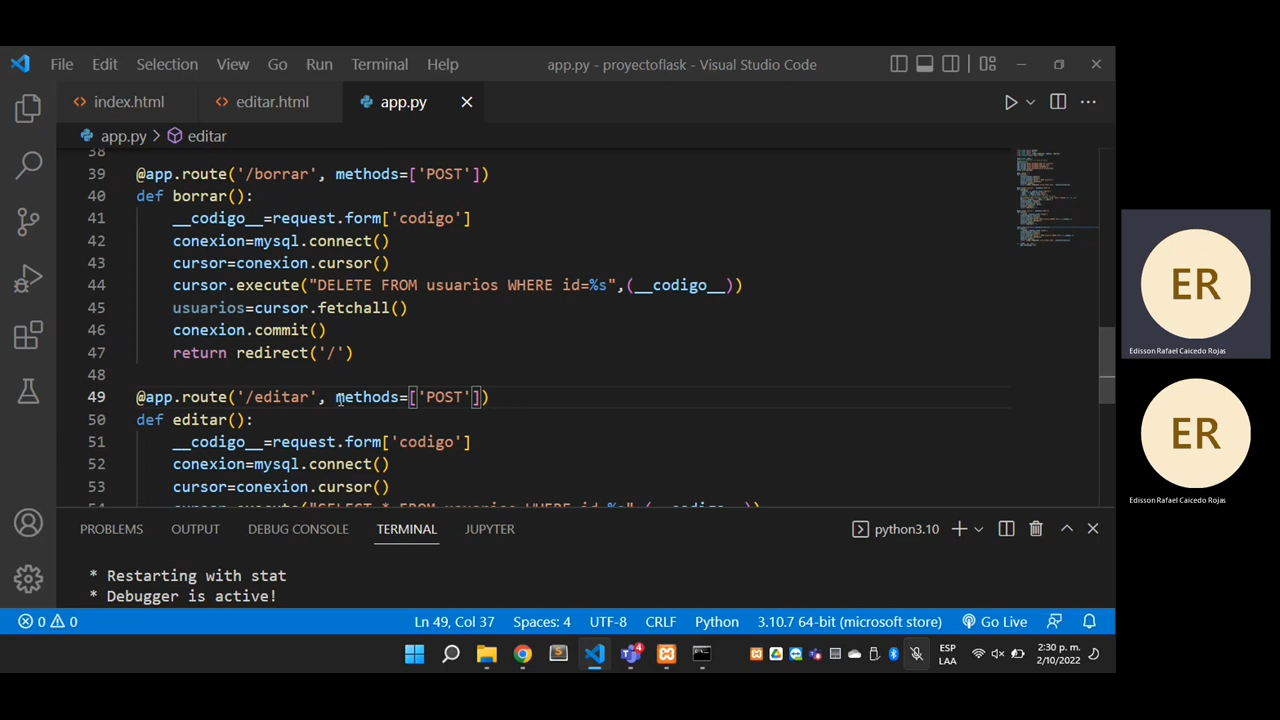 File Edit Selection View Go Run Terminal Help
app.py - proyectoflask - Visual Studio Code
index.html
editar.html
app.py
app.py > editar
38
39 @app.route('/borrar', methods=['POST'])
40 def borrar():
41 __codigo__=request.form['codigo']
42 conexion=mysql.connect()
43 cursor=conexion.cursor()
44 cursor.execute("DELETE FROM usuarios WHERE id=%s",(__codigo__))
45 usuarios=cursor.fetchall()
46 conexion.commit()
47 return redirect('/')
48
49 @app.route('/editar', methods=['POST'])
50 def editar():
51 __codigo__=request.form['codigo']
52 conexion=mysql.connect()
53 cursor=conexion.cursor()
54 cursor.execute("SELECT * FROM usuarios WHERE id=%s",(__codigo__))
PROBLEMS OUTPUT DEBUG CONSOLE TERMINAL JUPYTER
python3.10
* Restarting with stat
* Debugger is active!
0 0 Ln 49, Col 37 Spaces: 4 UTF-8 CRLF Python 3.10.7 64-bit (microsoft store) Go Live
4
ESP
LAA
2:30 p. m.
2/10/2022
ER
Edisson Rafael Caicedo Rojas
ER
Edisson Rafael Caicedo Rojas